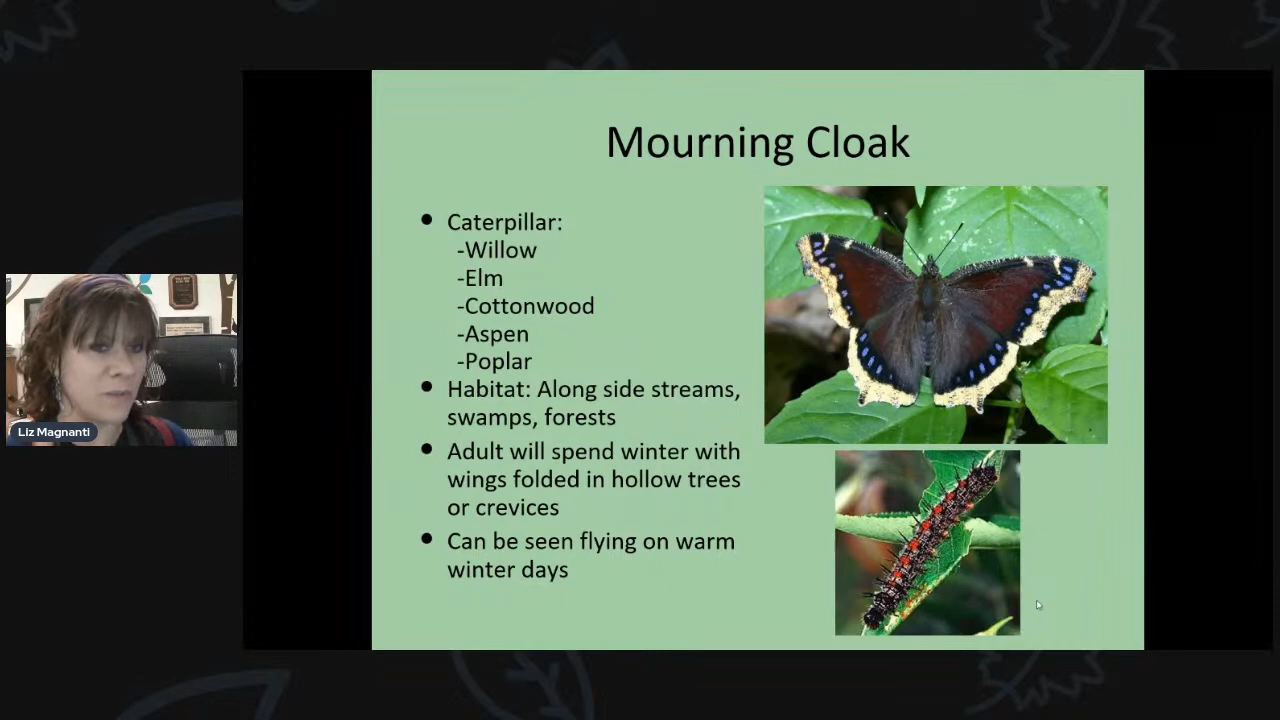 Mourning Cloak
• Caterpillar:
-Willow
-Elm
-Cottonwood
-Aspen
-Poplar
• Habitat: Along side streams,
swamps, forests
• Adult will spend winter with
wings folded in hollow trees
or crevices
• Can be seen flying on warm
winter days
Liz Magnanti